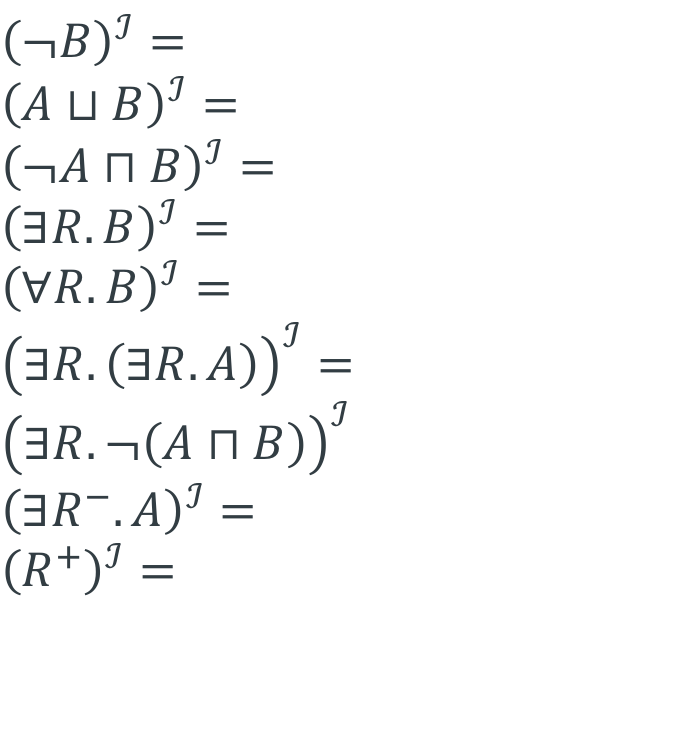 (¬B)^ℐ =
(A ⊔ B)^ℐ =
(¬A ⊓ B)^ℐ =
(∃R. B)^ℐ =
(∀R. B)^ℐ =
(∃R. (∃R. A))^ℐ =
(∃R. ¬(A ⊓ B))^ℐ
(∃R⁻. A)^ℐ =
(R⁺)^ℐ =